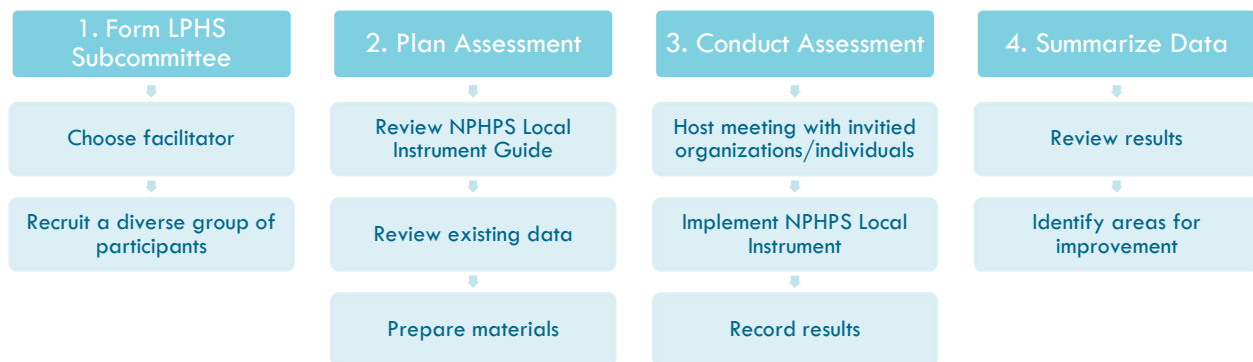 1. Form LPHS
Subcommittee
Choose facilitator
Recruit a diverse group of
participants
2. Plan Assessment
Review NPHPS Local
Instrument Guide
Review existing data
Prepare materials
3. Conduct Assessment
Host meeting with invitied
organizations/individuals
Implement NPHPS Local
Instrument
Record results
4. Summarize Data
Review results
Identify areas for
improvement